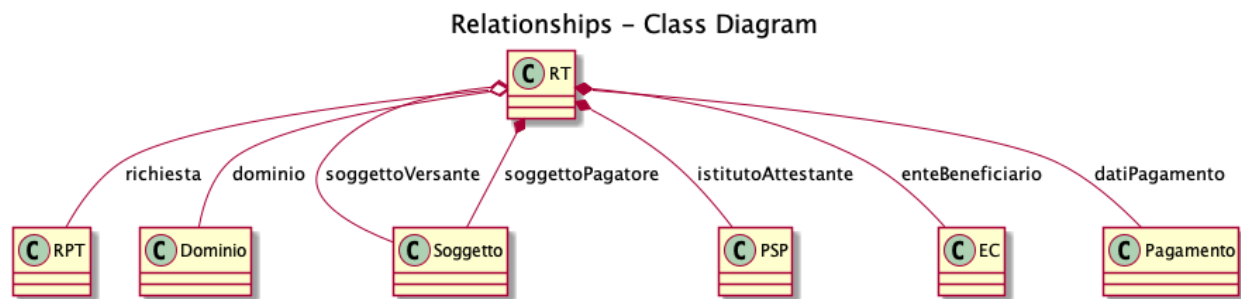 Relationships – Class Diagram
C RT
richiesta
dominio
soggettoVersante
soggettoPagatore
istitutoAttestante
enteBeneficiario
datiPagamento
C RPT
C Dominio
C Soggetto
C PSP
C EC
C Pagamento